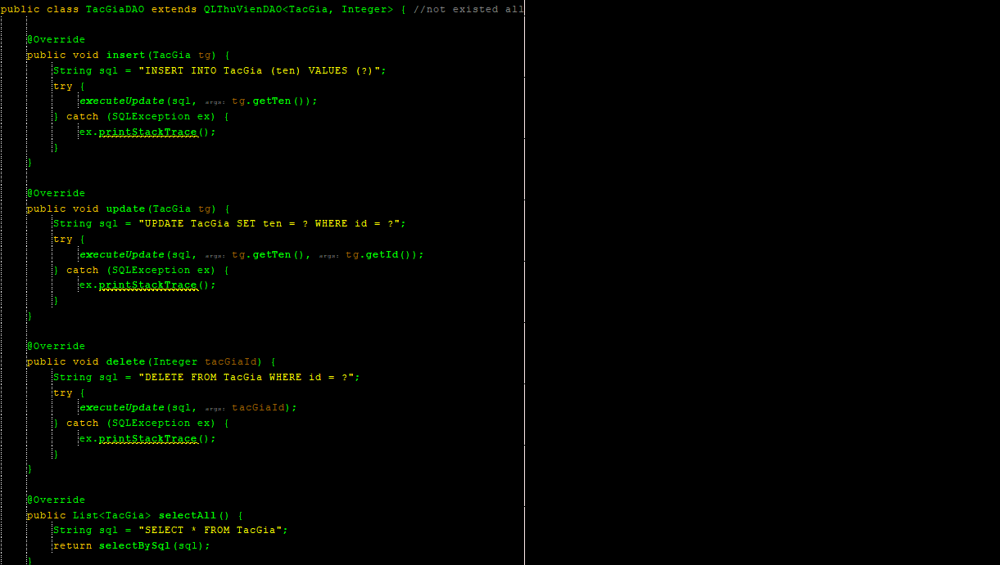 public class TacGiaDAO extends QLThuVienDAO<TacGia, Integer> { //not existed all
@Override
public void insert(TacGia tg) {
String sql = "INSERT INTO TacGia (ten) VALUES (?)";
try {
executeUpdate(sql, args: tg.getTen());
} catch (SQLException ex) {
ex.printStackTrace();
}
}
@Override
public void update(TacGia tg) {
String sql = "UPDATE TacGia SET ten = ? WHERE id = ?";
try {
executeUpdate(sql, args: tg.getTen(), args: tg.getId());
} catch (SQLException ex) {
ex.printStackTrace();
}
}
@Override
public void delete(Integer tacGiaId) {
String sql = "DELETE FROM TacGia WHERE id = ?";
try {
executeUpdate(sql, args: tacGiaId);
} catch (SQLException ex) {
ex.printStackTrace();
}
}
@Override
public List<TacGia> selectAll() {
String sql = "SELECT * FROM TacGia";
return selectBySql(sql);
}